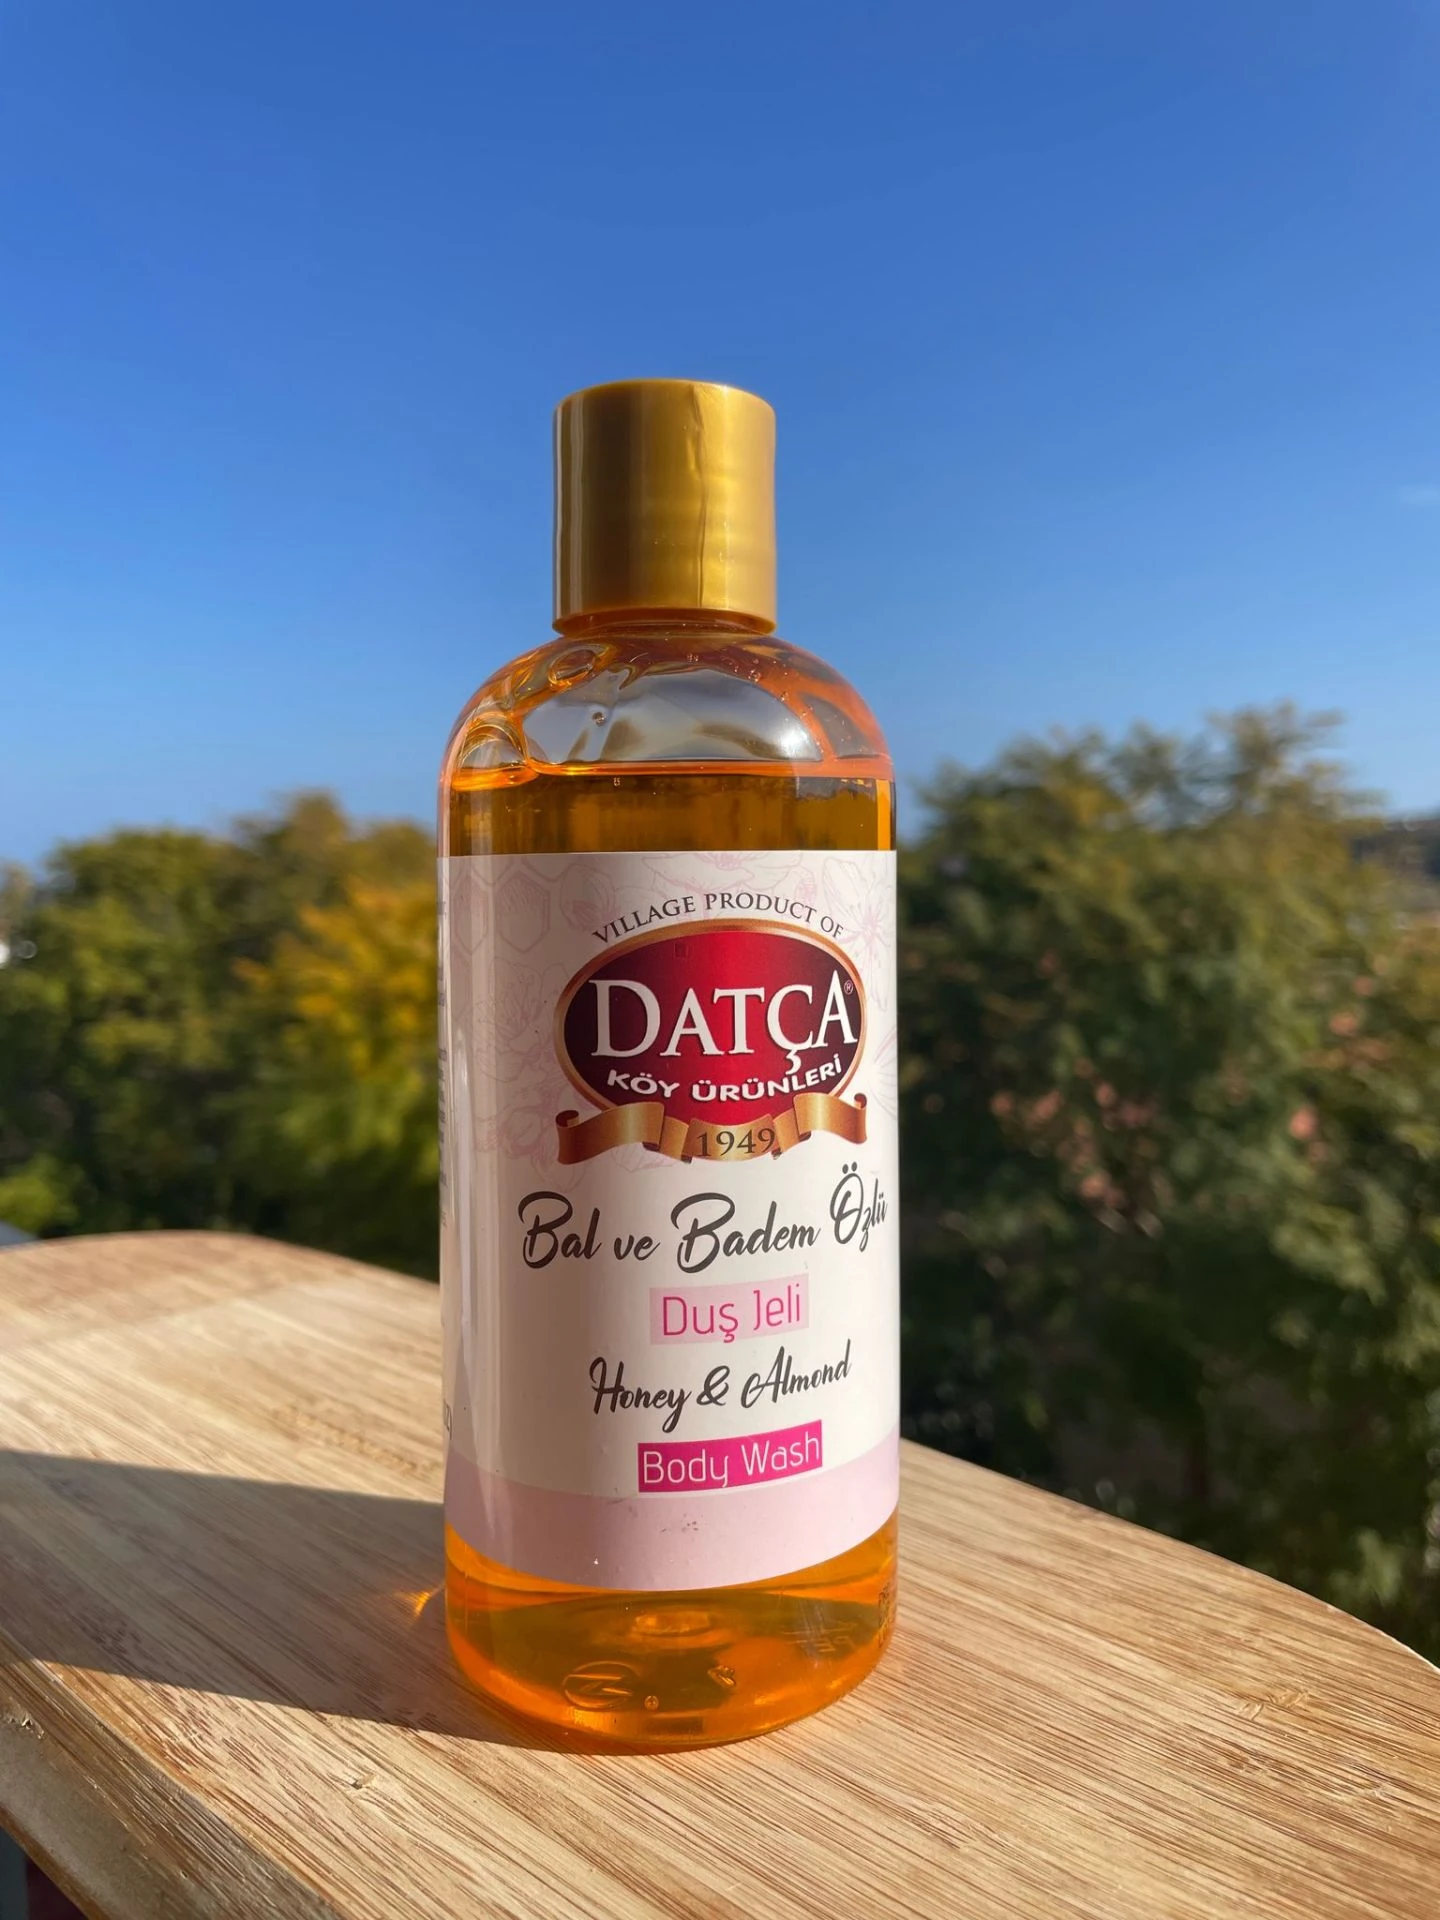 VILLAGE PRODUCT OF
DATÇA®
KÖY ÜRÜNLERİ
1949
Bal ve Badem Özlü
Duş Jeli
Honey & Almond
Body Wash